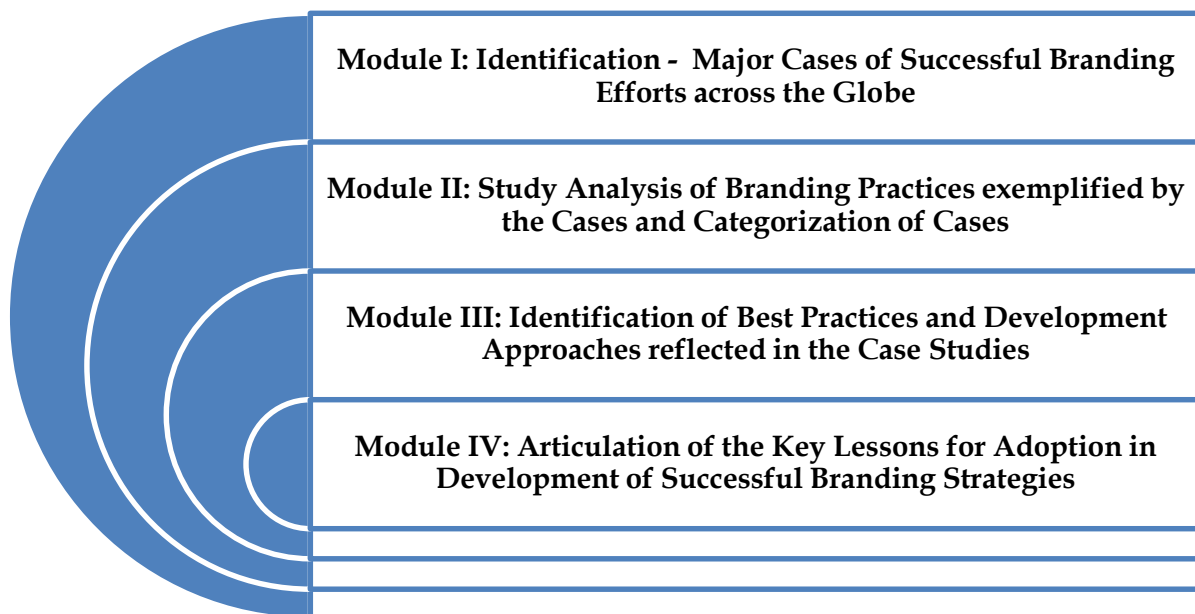 Module I: Identification - Major Cases of Successful Branding
Efforts across the Globe
Module II: Study Analysis of Branding Practices exemplified by
the Cases and Categorization of Cases
Module III: Identification of Best Practices and Development
Approaches reflected in the Case Studies
Module IV: Articulation of the Key Lessons for Adoption in
Development of Successful Branding Strategies